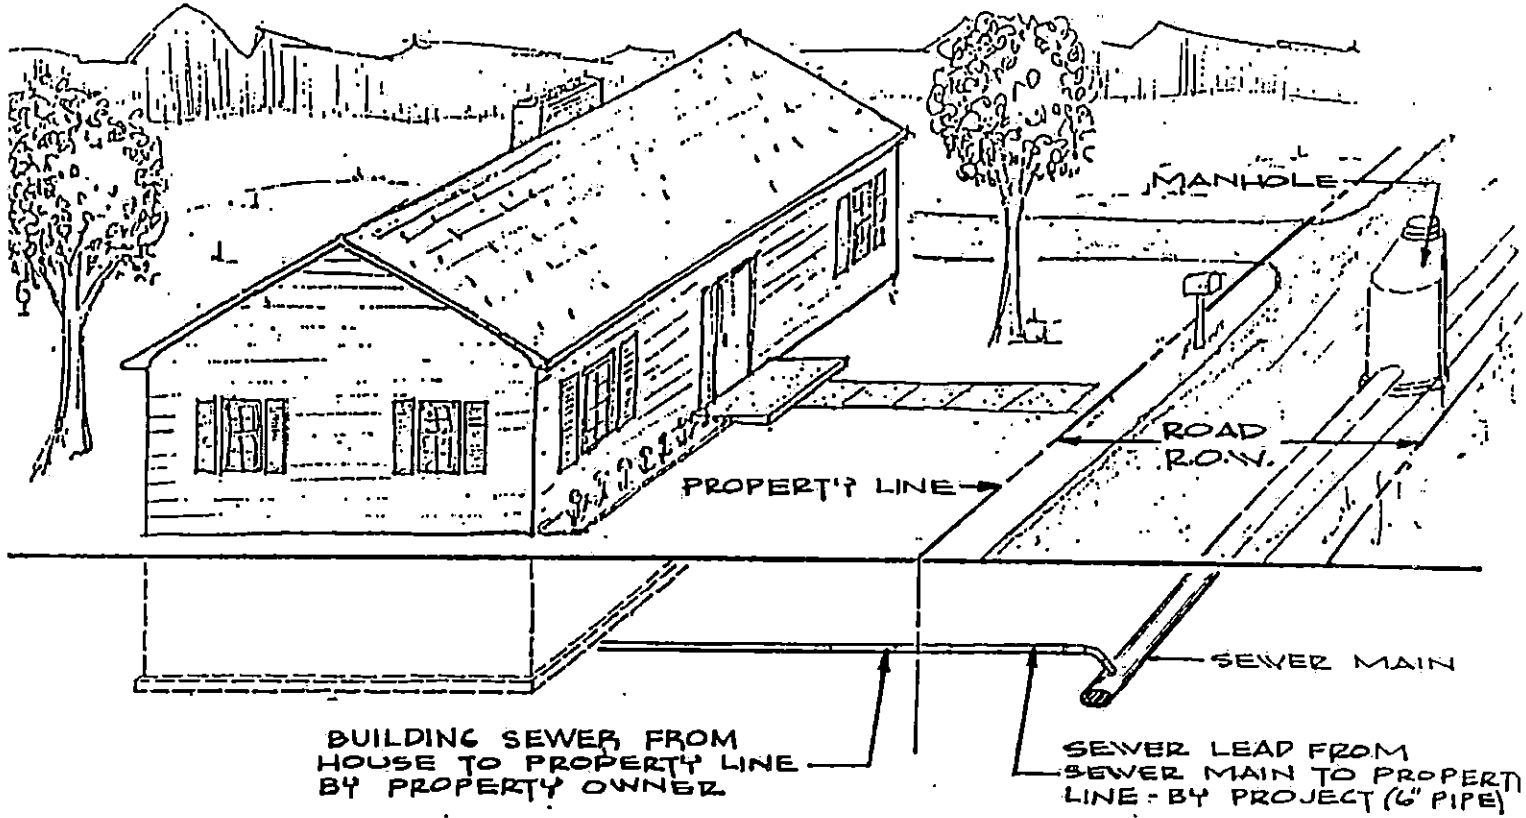 MANHOLE
ROAD
R.O.W.
PROPERTY LINE
SEWER MAIN
BUILDING SEWER FROM
HOUSE TO PROPERTY LINE
BY PROPERTY OWNER
SEWER LEAD FROM
SEWER MAIN TO PROPERT
LINE - BY PROJECT (6" PIPE)